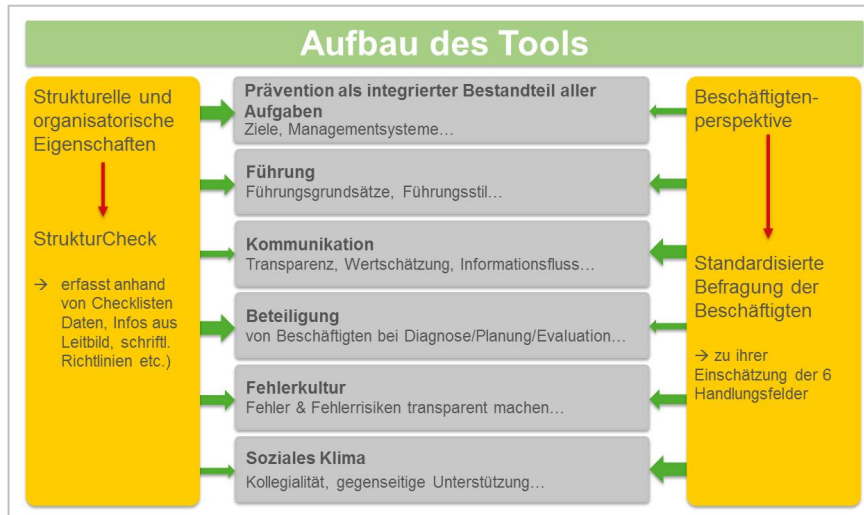 Aufbau des Tools
Strukturelle und
organisatorische
Eigenschaften
StrukturCheck
→ erfasst anhand
von Checklisten
Daten, Infos aus
Leitbild, schriftl.
Richtlinien etc.)
Prävention als integrierter Bestandteil aller
Aufgaben
Ziele, Managementsysteme…
Führung
Führungsgrundsätze, Führungsstil…
Kommunikation
Transparenz, Wertschätzung, Informationsfluss…
Beteiligung
von Beschäftigten bei Diagnose/Planung/Evaluation…
Fehlerkultur
Fehler & Fehlerrisiken transparent machen…
Soziales Klima
Kollegialität, gegenseitige Unterstützung…
Beschäftigten-
perspektive
Standardisierte
Befragung der
Beschäftigten
→ zu ihrer
Einschätzung der 6
Handlungsfelder